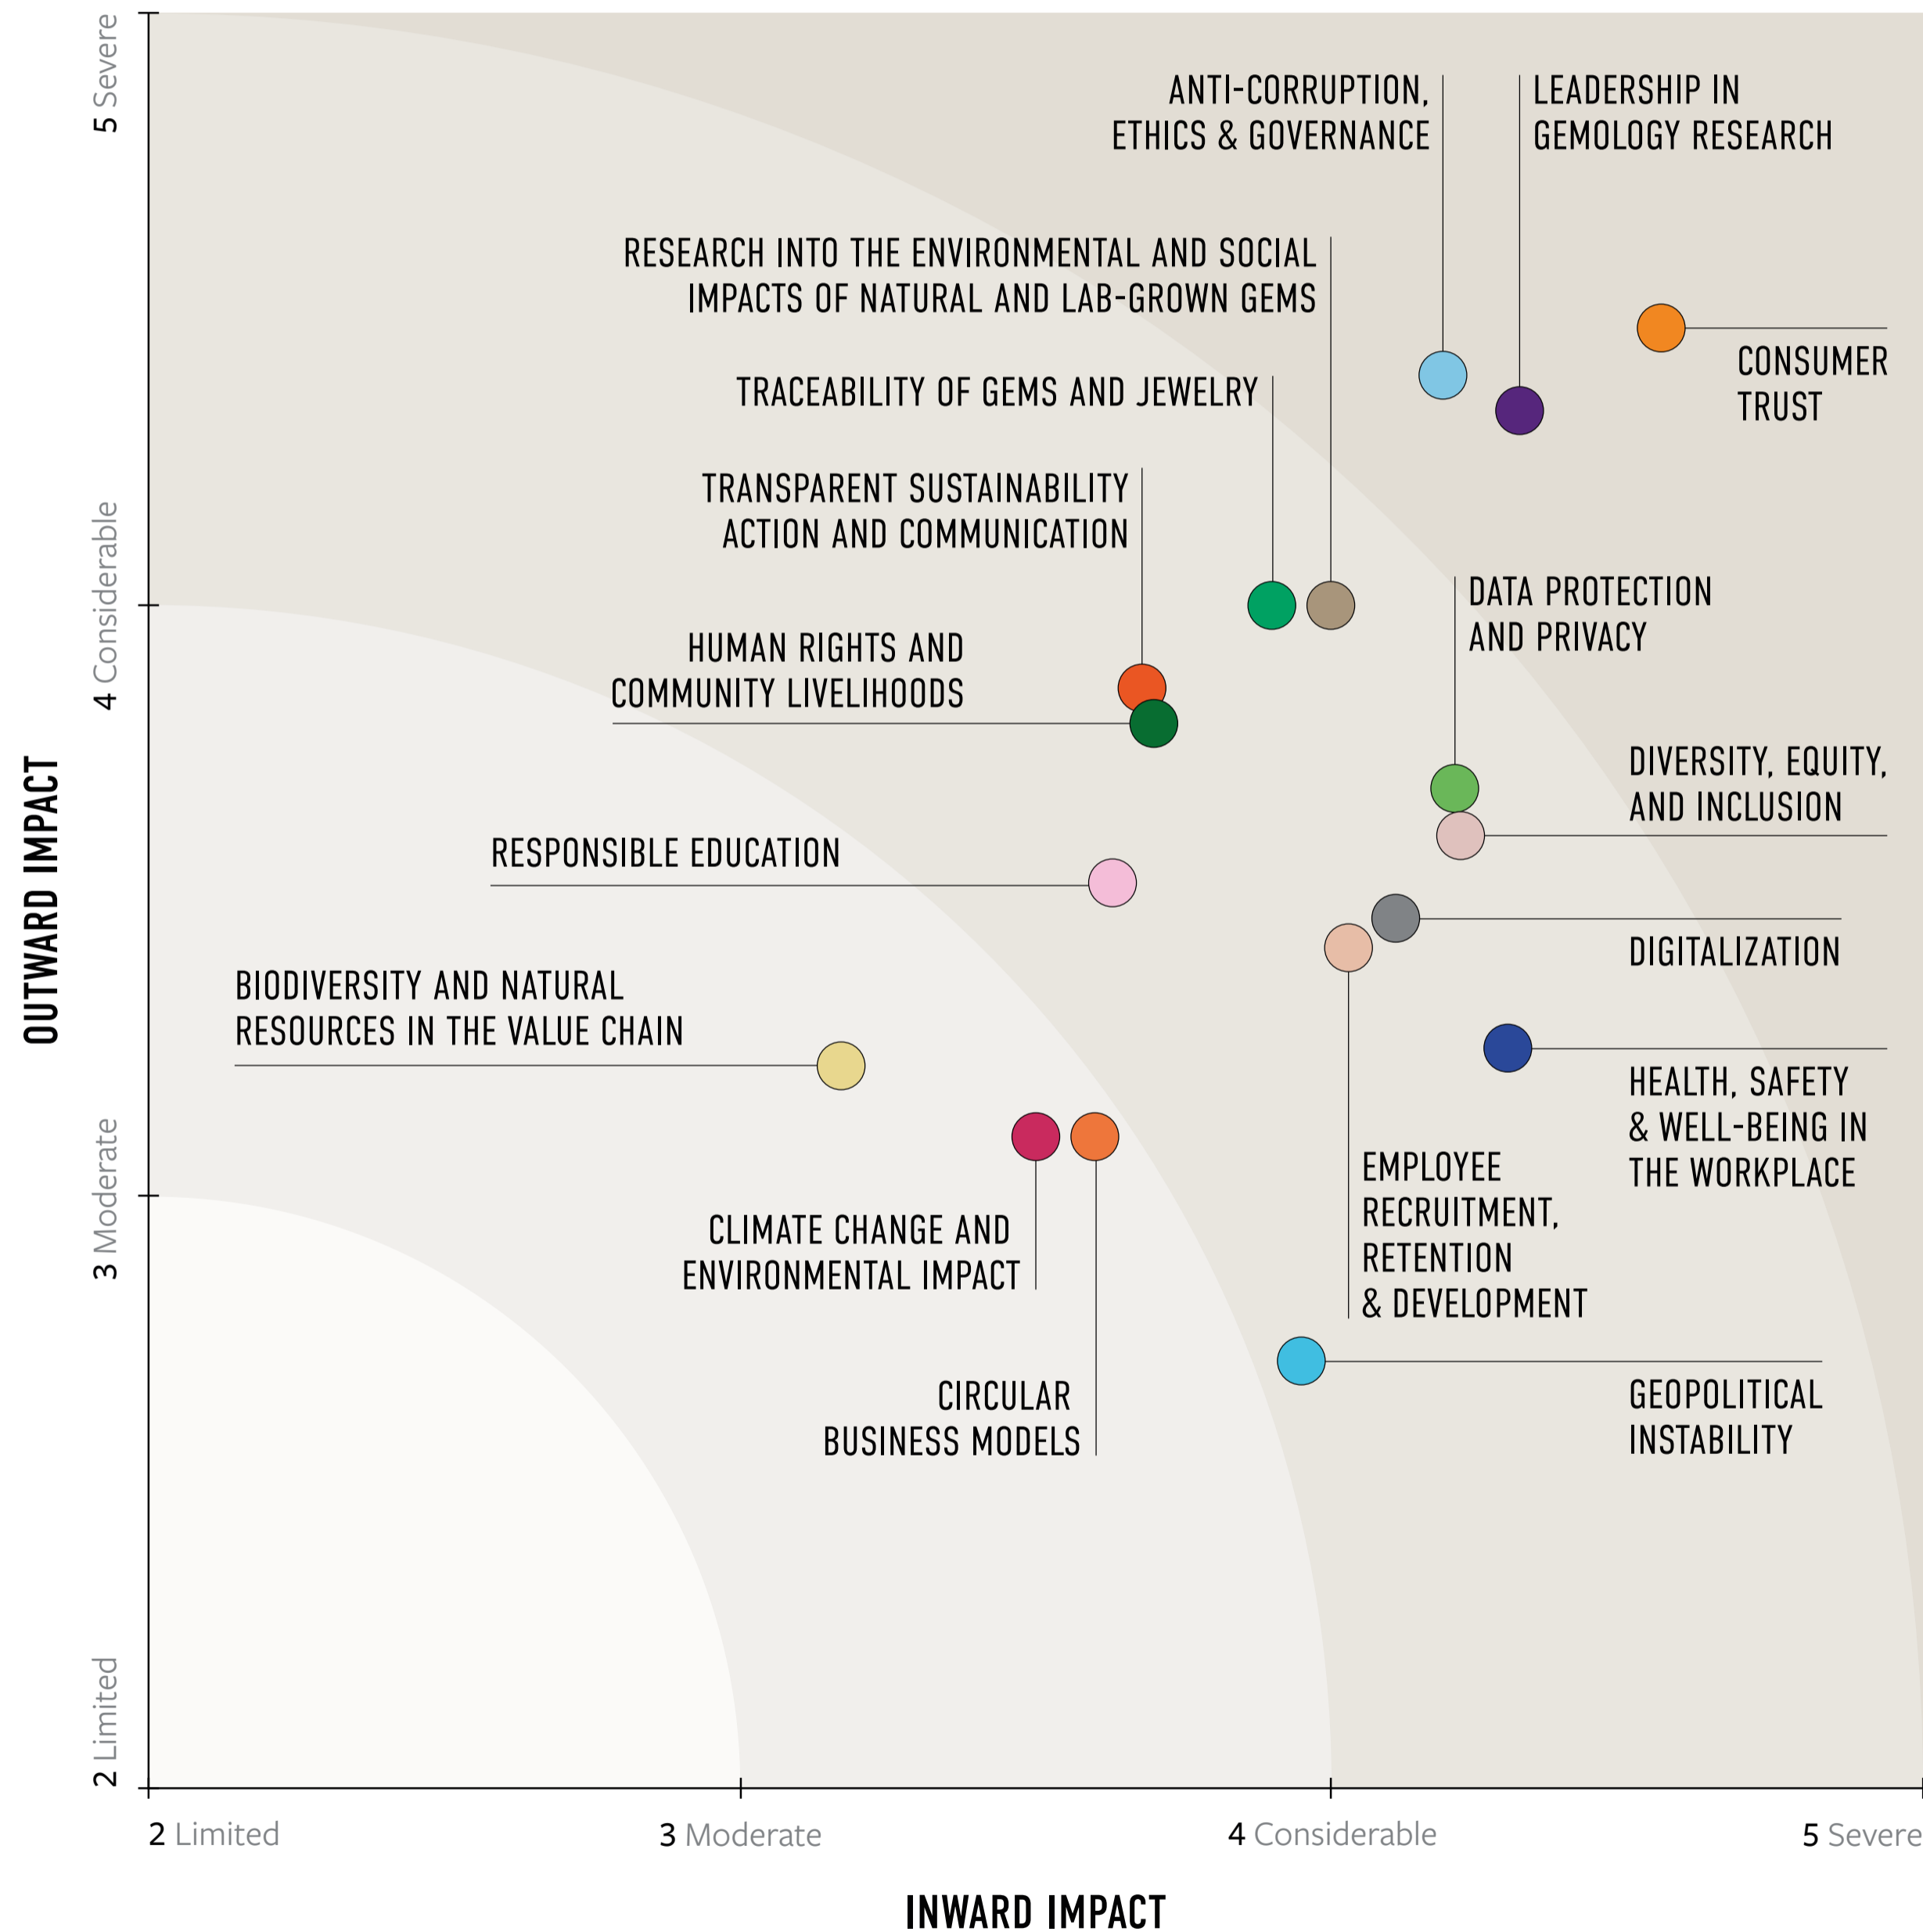 5 Severe
ANTI-CORRUPTION,
ETHICS & GOVERNANCE
LEADERSHIP IN
GEMOLOGY RESEARCH
RESEARCH INTO THE ENVIRONMENTAL AND SOCIAL
IMPACTS OF NATURAL AND LAB-GROWN GEMS
CONSUMER
TRUST
TRACEABILITY OF GEMS AND JEWELRY
TRANSPARENT SUSTAINABILITY
ACTION AND COMMUNICATION
4 Considerable
DATA PROTECTION
AND PRIVACY
HUMAN RIGHTS AND
COMMUNITY LIVELIHOODS
DIVERSITY, EQUITY,
AND INCLUSION
OUTWARD IMPACT
RESPONSIBLE EDUCATION
DIGITALIZATION
BIODIVERSITY AND NATURAL
RESOURCES IN THE VALUE CHAIN
HEALTH, SAFETY
& WELL-BEING IN
THE WORKPLACE
3 Moderate
EMPLOYEE
RECRUITMENT,
RETENTION
& DEVELOPMENT
CLIMATE CHANGE AND
ENVIRONMENTAL IMPACT
CIRCULAR
BUSINESS MODELS
GEOPOLITICAL
INSTABILITY
2 Limited
2 Limited
3 Moderate
4 Considerable
5 Severe
INWARD IMPACT